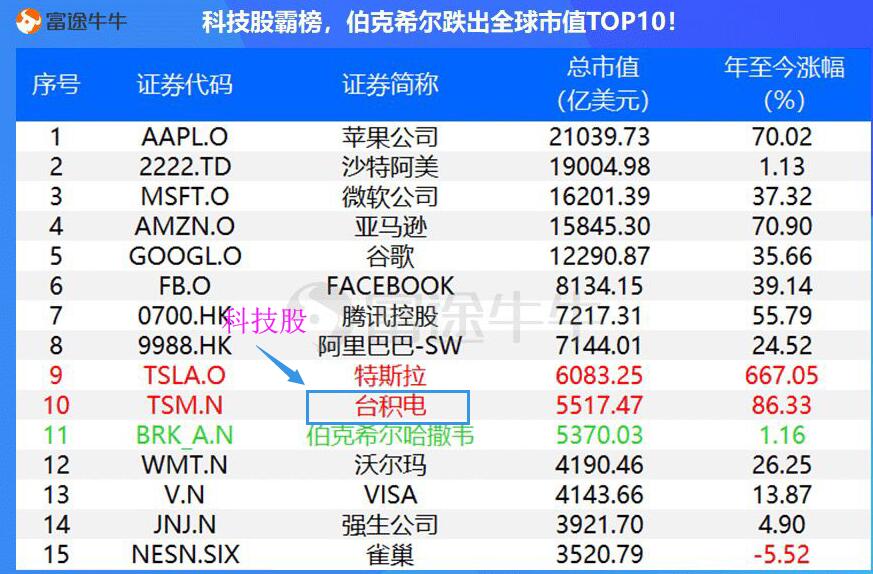 富途牛牛
科技股霸榜，伯克希尔跌出全球市值TOP10！
序号 证券代码 证券简称 总市值（亿美元） 年至今涨幅（%）
1 AAPL.O 苹果公司 21039.73 70.02
2 2222.TD 沙特阿美 19004.98 1.13
3 MSFT.O 微软公司 16201.39 37.32
4 AMZN.O 亚马逊 15845.30 70.90
5 GOOGL.O 谷歌 12290.87 35.66
6 FB.O FACEBOOK 8134.15 39.14
7 0700.HK 腾讯控股 7217.31 55.79
科技股
富途牛牛
8 9988.HK 阿里巴巴-SW 7144.01 24.52
9 TSLA.O 特斯拉 6083.25 667.05
10 TSM.N 台积电 5517.47 86.33
11 BRK_A.N 伯克希尔哈撒韦 5370.03 1.16
12 WMT.N 沃尔玛 4190.46 26.25
13 V.N VISA 4143.66 13.87
14 JNJ.N 强生公司 3921.70 4.90
15 NESN.SIX 雀巢 3520.79 -5.52